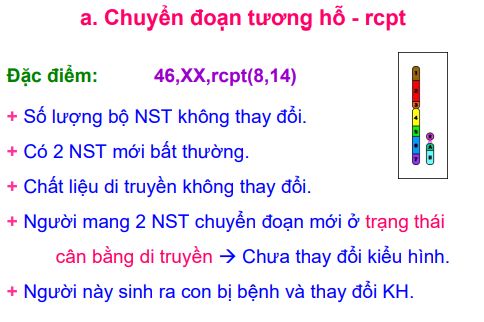 a. Chuyển đoạn tương hỗ - rcpt
Đặc điểm: 46,XX,rcpt(8,14)
+ Số lượng bộ NST không thay đổi.
+ Có 2 NST mới bất thường.
+ Chất liệu di truyền không thay đổi.
+ Người mang 2 NST chuyển đoạn mới ở trạng thái
cân bằng di truyền → Chưa thay đổi kiểu hình.
+ Người này sinh ra con bị bệnh và thay đổi KH.